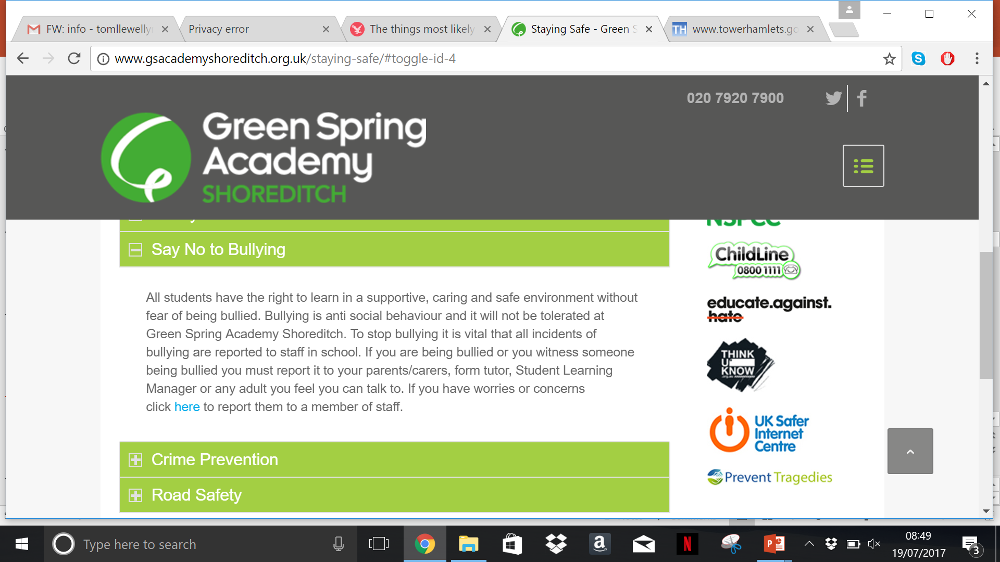 FW: info - tomllewellyn
Privacy error
The things most likely
Staying Safe - Green S
TH
www.towerhamlets.go
www.gsacademyshoreditch.org.uk/staying-safe/#toggle-id-4
020 7920 7900
Green Spring
Academy
SHOREDITCH
NSPCC
Say No to Bullying
ChildLine
0800 1111
All students have the right to learn in a supportive, caring and safe environment without
fear of being bullied. Bullying is anti social behaviour and it will not be tolerated at
Green Spring Academy Shoreditch. To stop bullying it is vital that all incidents of
bullying are reported to staff in school. If you are being bullied or you witness someone
being bullied you must report it to your parents/carers, form tutor, Student Learning
Manager or any adult you feel you can talk to. If you have worries or concerns
click here to report them to a member of staff.
educate.against.
hate
THINK
U
KNOW
UK Safer
Internet
Centre
Prevent Tragedies
Crime Prevention
Road Safety
Type here to search
08:49
19/07/2017
3